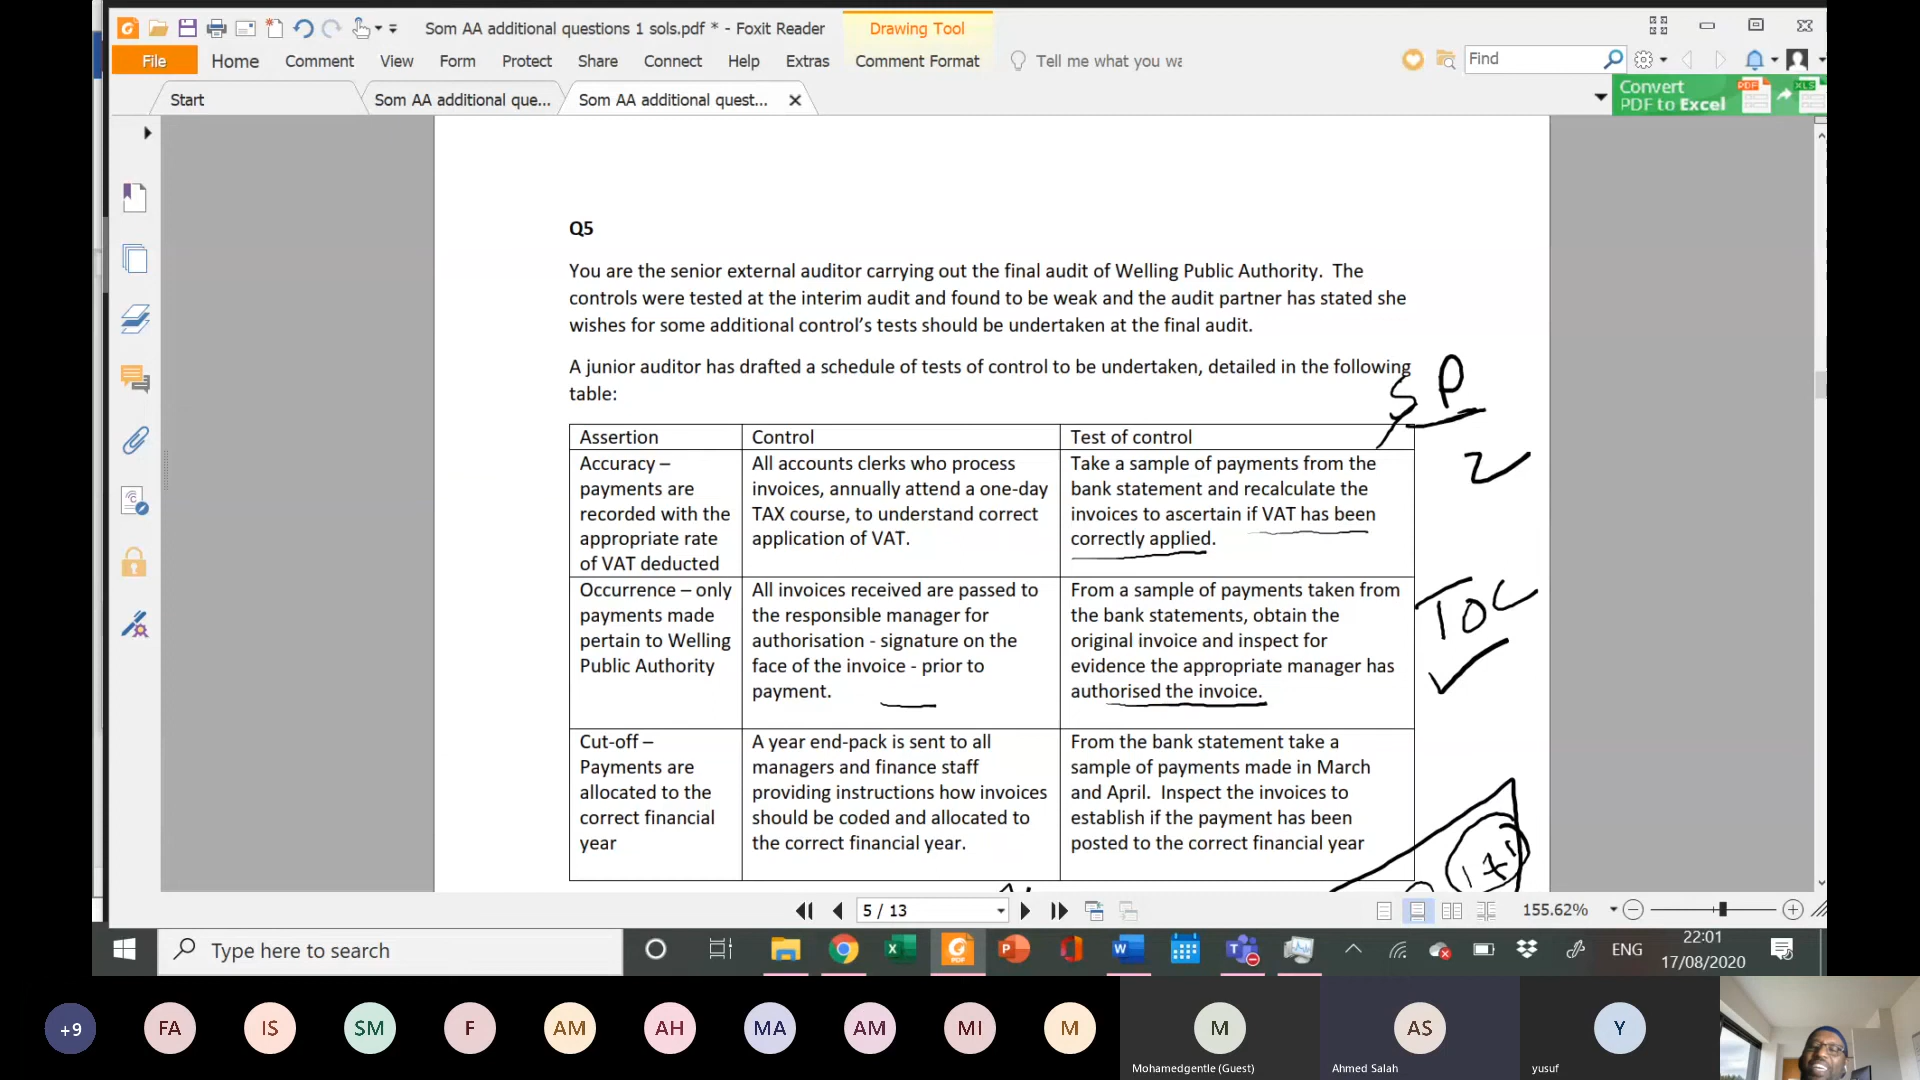 Som AA additional questions 1 sols.pdf * - Foxit Reader
Drawing Tool
File Home Comment View Form Protect Share Connect Help Extras Comment Format Tell me what you wa Find
Start
Som AA additional que...
Som AA additional quest...
Convert
PDF to Excel
PDF
XLS
Q5
You are the senior external auditor carrying out the final audit of Welling Public Authority. The
controls were tested at the interim audit and found to be weak and the audit partner has stated she
wishes for some additional control's tests should be undertaken at the final audit.
A junior auditor has drafted a schedule of tests of control to be undertaken, detailed in the following
table:
SP
Assertion
Control
Test of control
Accuracy –
payments are
recorded with the
appropriate rate
of VAT deducted
All accounts clerks who process
invoices, annually attend a one-day
TAX course, to understand correct
application of VAT.
Take a sample of payments from the
bank statement and recalculate the
invoices to ascertain if VAT has been
correctly applied.
Occurrence – only
payments made
pertain to Welling
Public Authority
All invoices received are passed to
the responsible manager for
authorisation - signature on the
face of the invoice - prior to
payment.
From a sample of payments taken from
the bank statements, obtain the
original invoice and inspect for
evidence the appropriate manager has
authorised the invoice.
TOC
Cut-off –
Payments are
allocated to the
correct financial
year
A year end-pack is sent to all
managers and finance staff
providing instructions how invoices
should be coded and allocated to
the correct financial year.
From the bank statement take a
sample of payments made in March
and April. Inspect the invoices to
establish if the payment has been
posted to the correct financial year
5 / 13
155.62%
Type here to search
ENG
22:01
17/08/2020
+9
FA
IS
SM
F
AM
AH
MA
AM
MI
M
M
AS
Y
Mohamedgentle (Guest)
Ahmed Salah
yusuf